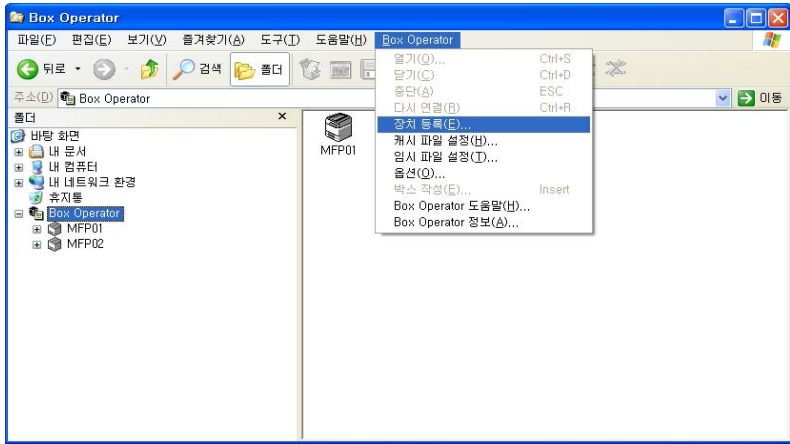 Box Operator
파일(F) 편집(E) 보기(V) 즐겨찾기(A) 도구(T) 도움말(H) Box Operator
뒤로 검색 폴더
주소(D) Box Operator 이동
폴더
바탕 화면
내 문서
내 컴퓨터
내 네트워크 환경
휴지통
Box Operator
MFP01
MFP02
MFP01
열기(O)... Ctrl+S
닫기(C) Ctrl+D
중단(A) ESC
다시 연결(R) Ctrl+R
장치 등록(E)...
캐시 파일 설정(H)...
임시 파일 설정(T)...
옵션(O)...
박스 작성(E)... Insert
Box Operator 도움말(H)...
Box Operator 정보(A)...